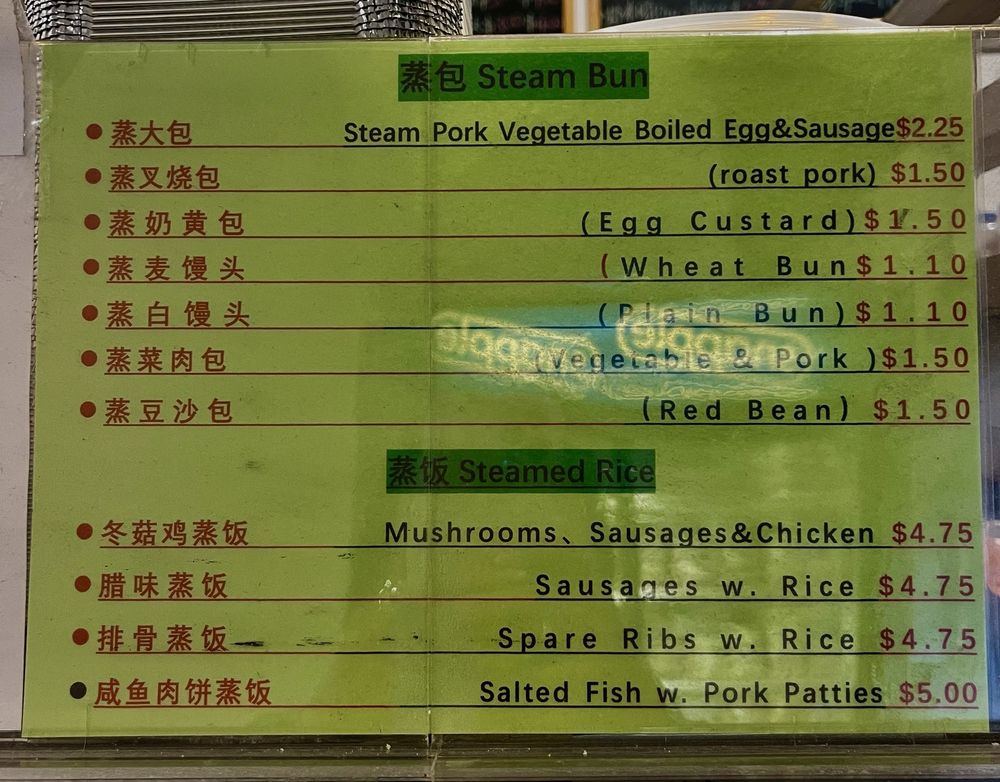 蒸包 Steam Bun
蒸大包 Steam Pork Vegetable Boiled Egg&Sausage $2.25
蒸叉烧包 (roast pork) $1.50
蒸奶黄包 (Egg Custard) $1.50
蒸麦馒头 (Wheat Bun $1.10
蒸白馒头 (Plain Bun) $1.10
蒸菜肉包 (Vegetable & Pork ) $1.50
蒸豆沙包 (Red Bean) $1.50
蒸饭 Steamed Rice
冬菇鸡蒸饭 Mushrooms、Sausages&Chicken $4.75
腊味蒸饭 Sausages w. Rice $4.75
排骨蒸饭 Spare Ribs w. Rice $4.75
咸鱼肉饼蒸饭 Salted Fish w. Pork Patties $5.00